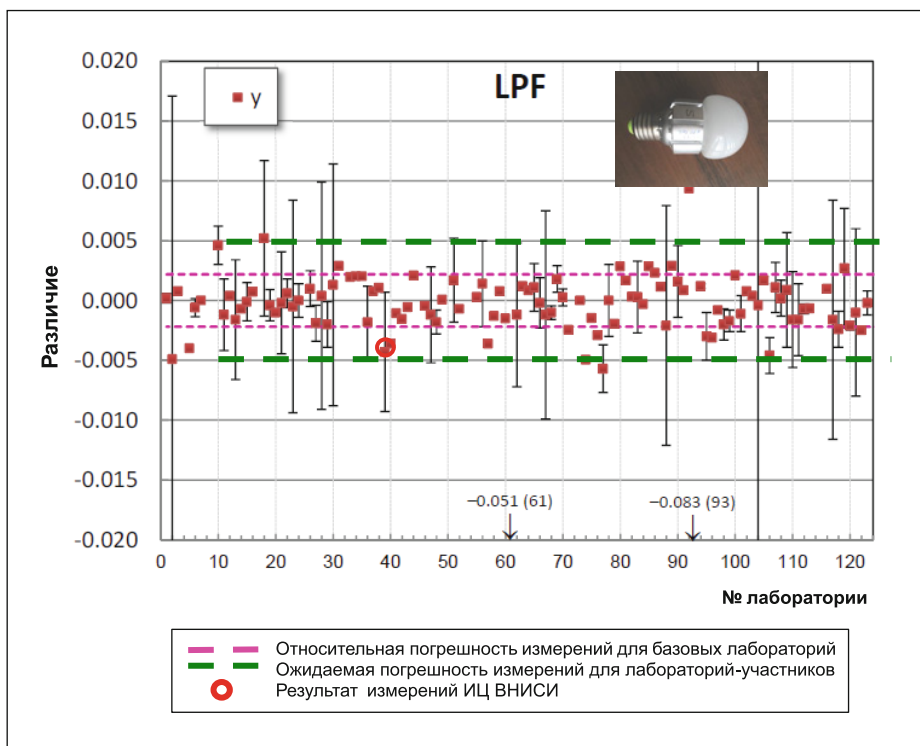 0.020
0.015
0.010
0.005
0.000
-0.005
-0.010
-0.015
-0.020
Различие
y
LPF
−0.051 (61)
−0.083 (93)
0 10 20 30 40 50 60 70 80 90 100 110 120
№ лаборатории
Относительная погрешность измерений для базовых лабораторий
Ожидаемая погрешность измерений для лабораторий-участников
Результат измерений ИЦ ВНИСИ